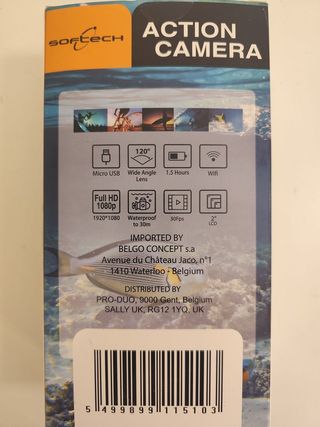 SOFTECH
ACTION
CAMERA
Micro USB
120°
Wide Angle
Lens
1.5 Hours
Wifi
Full HD
1080p
1920*1080
Waterproof
to 30m
30Fps
2"
LCD
IMPORTED BY
BELGO CONCEPT s.a
Avenue du Château Jaco, n°1
1410 Waterloo - Belgium
DISTRIBUTED BY
PRO-DUO, 9000 Gent, Belgium
SALLY UK, RG12 1YQ, UK
5 499899 115103